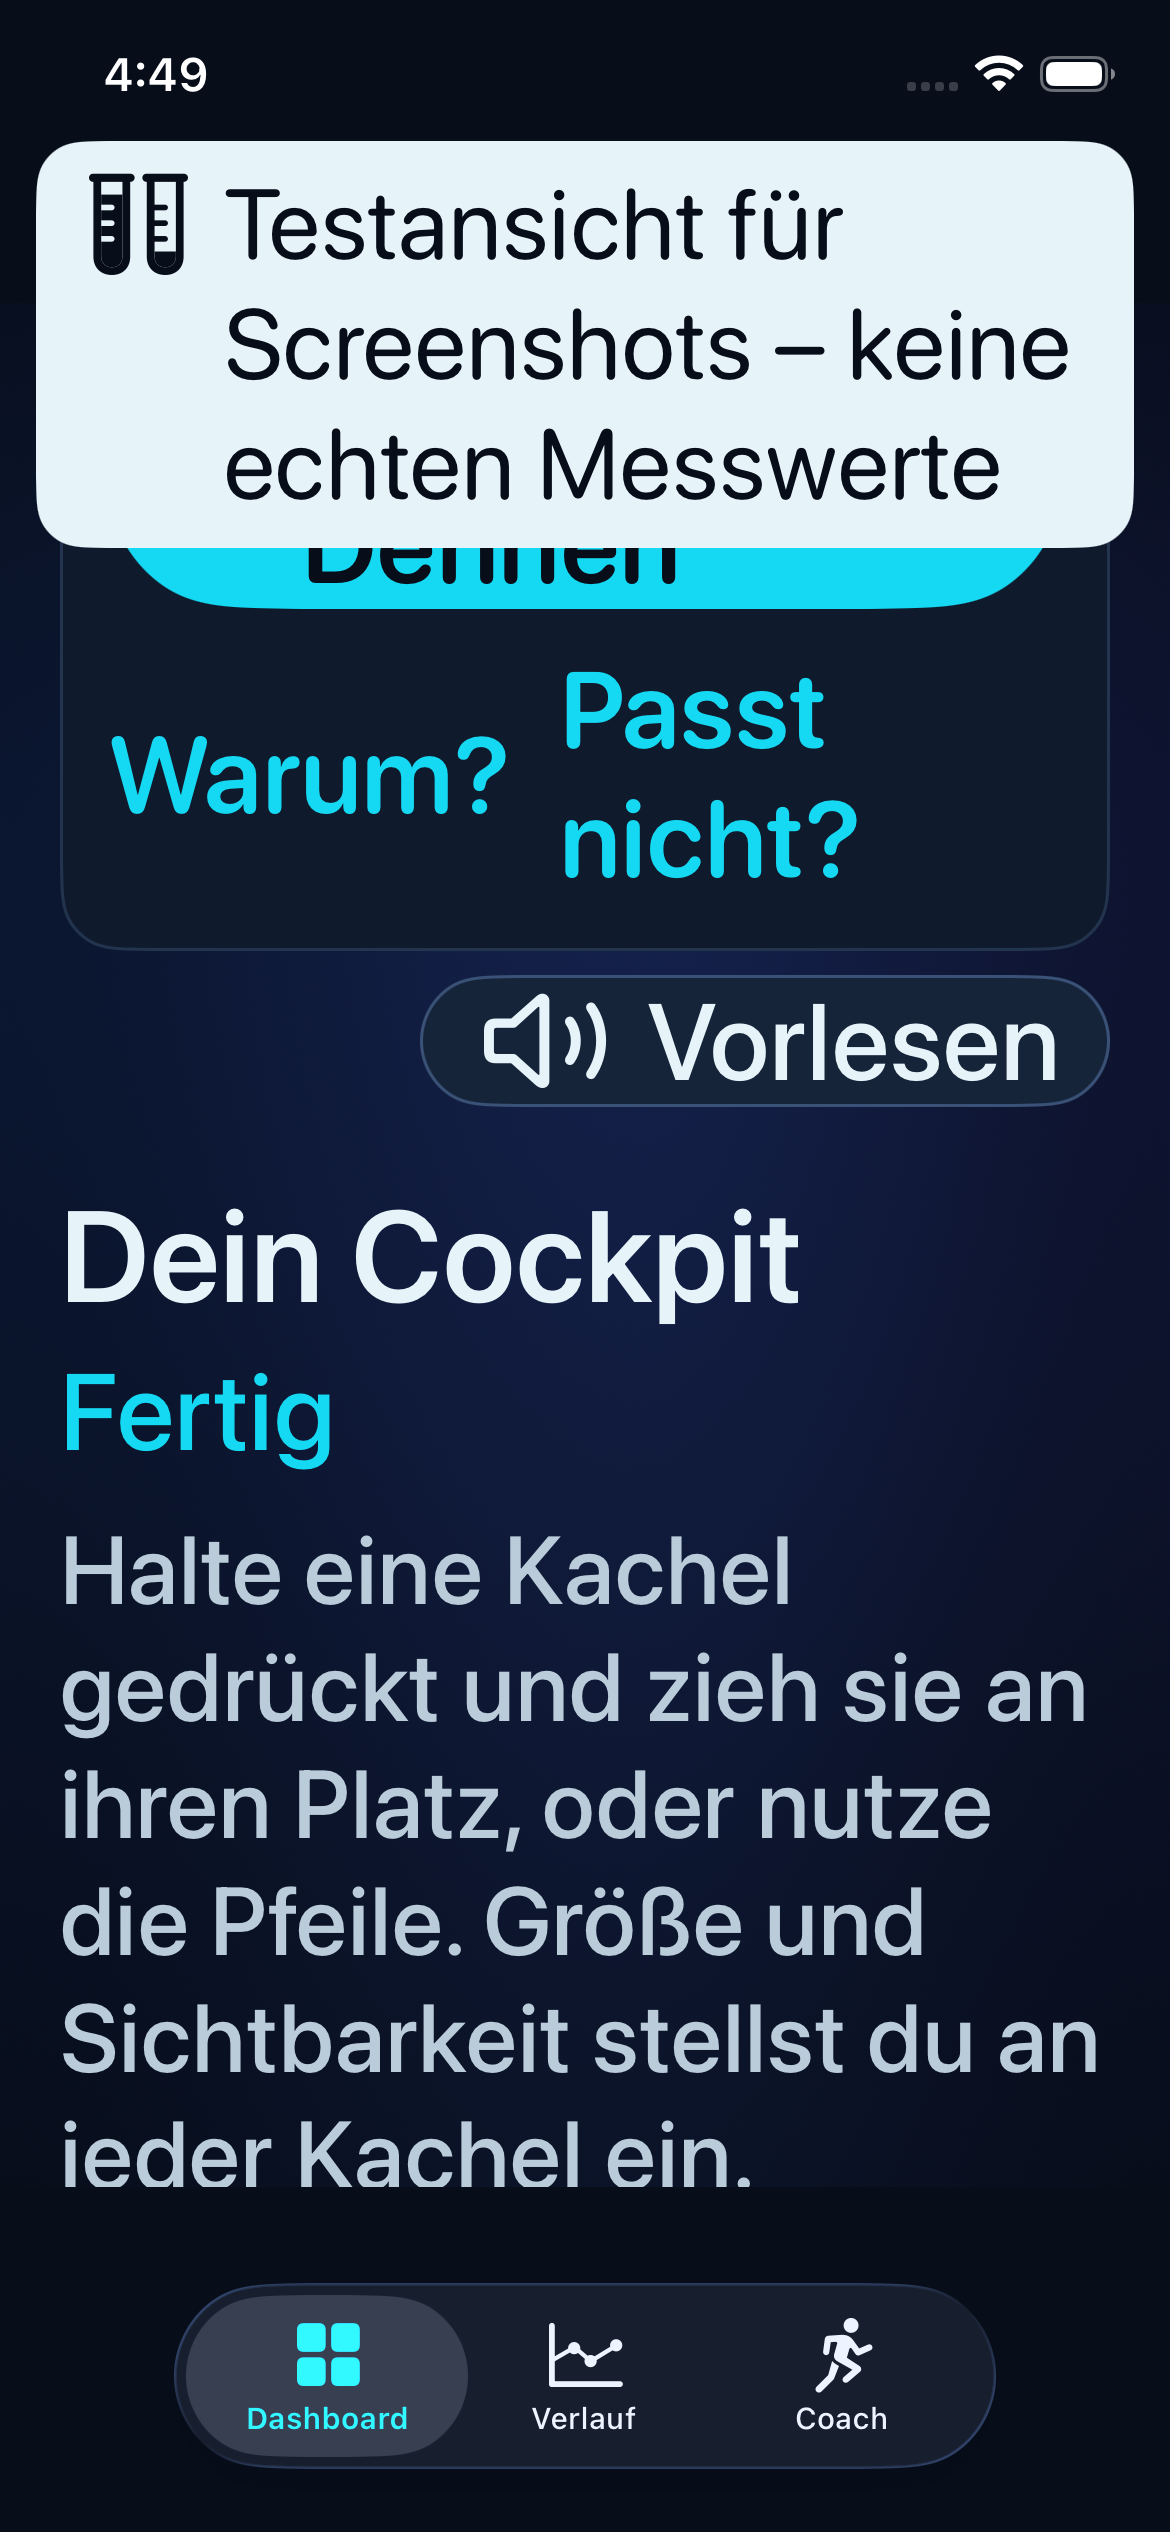 4:49
Testansicht für
Screenshots – keine
echten Messwerte
Warum?
Passt
nicht?
Vorlesen
Dein Cockpit
Fertig
Halte eine Kachel
gedrückt und zieh sie an
ihren Platz, oder nutze
die Pfeile. Größe und
Sichtbarkeit stellst du an
jeder Kachel ein.
Dashboard
Verlauf
Coach